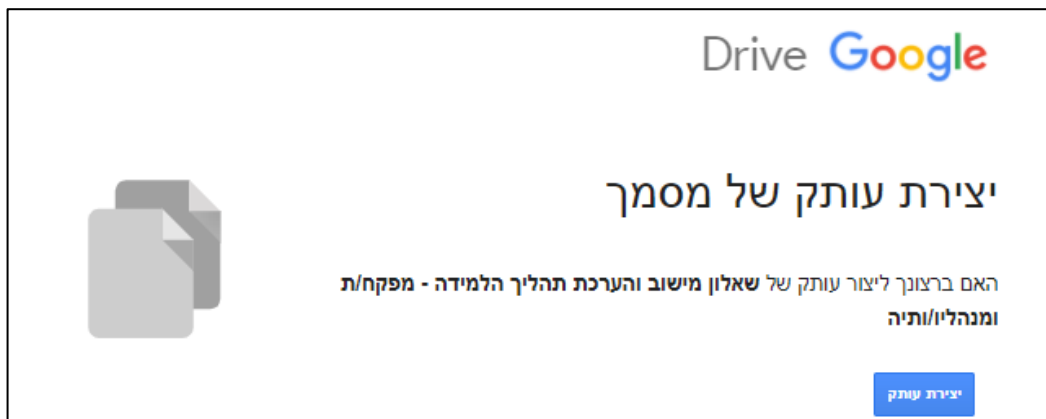 Drive Google
יצירת עותק של מסמך
האם ברצונך ליצור עותק של שאלון מישוב והערכת תהליך הלמידה - מפקח/ת
ומנהליו/ותיה
יצירת עותק